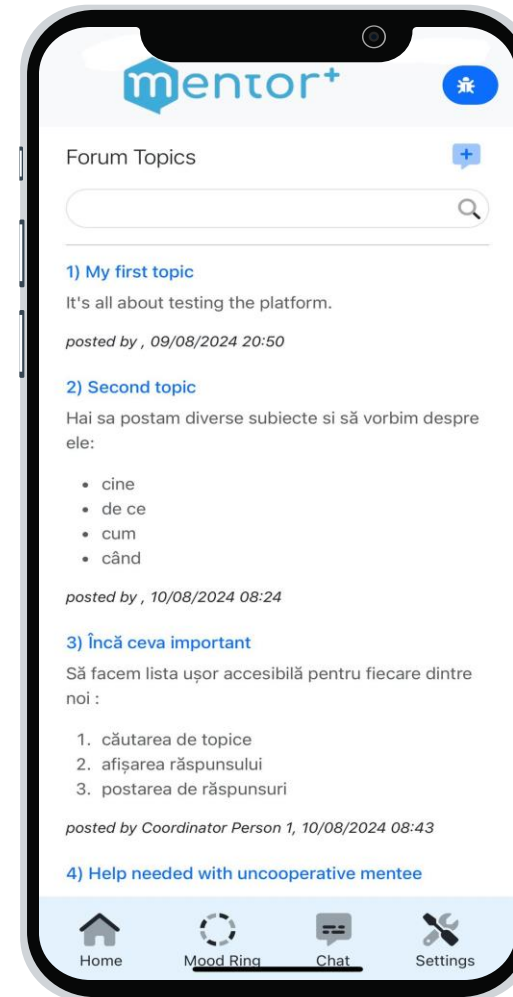 mentor+
Forum Topics
1) My first topic
It's all about testing the platform.
posted by , 09/08/2024 20:50
2) Second topic
Hai sa postam diverse subiecte si să vorbim despre
ele:
• cine
• de ce
• cum
• când
posted by , 10/08/2024 08:24
3) Încă ceva important
Să facem lista ușor accesibilă pentru fiecare dintre
noi :
1. căutarea de topice
2. afișarea răspunsului
3. postarea de răspunsuri
posted by Coordinator Person 1, 10/08/2024 08:43
4) Help needed with uncooperative mentee
Home Mood Ring Chat Settings